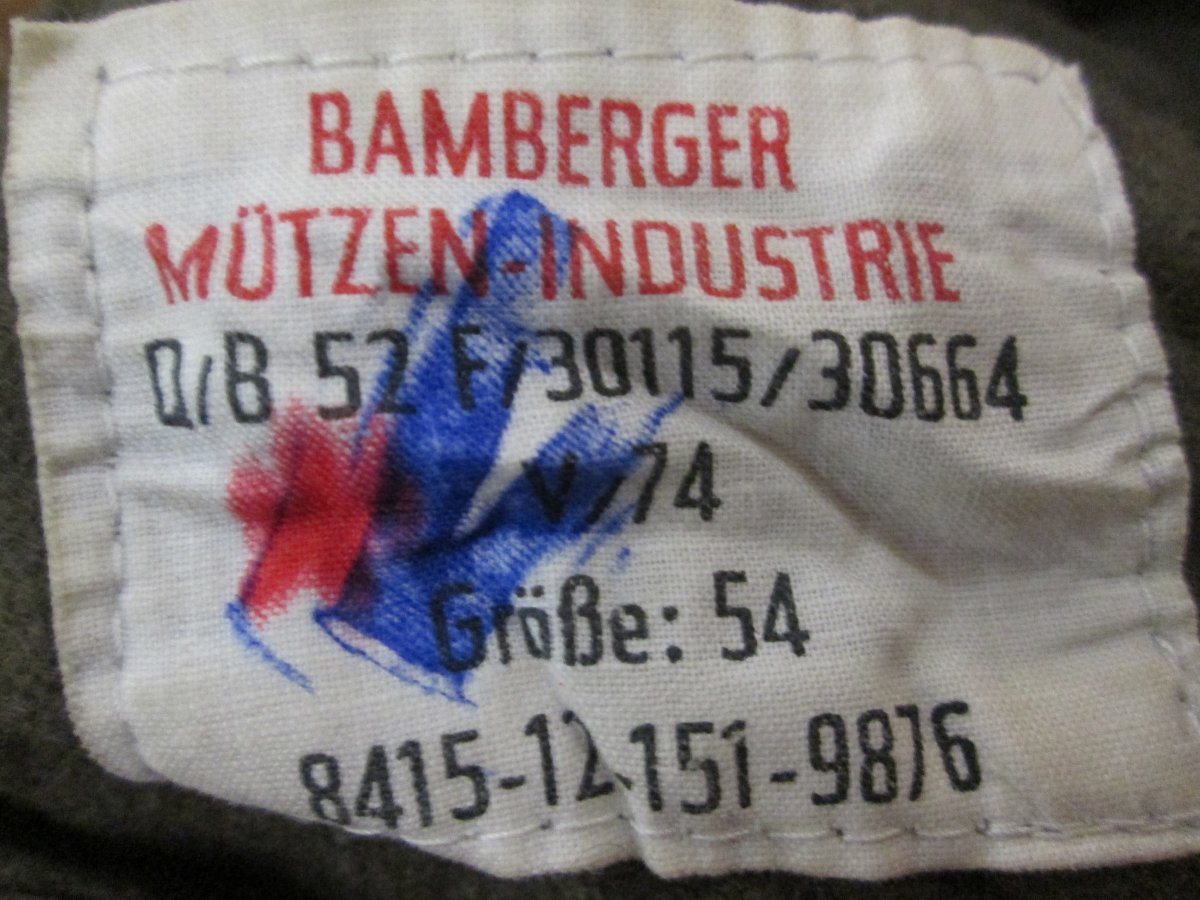 BAMBERGER
MÜTZEN-INDUSTRIE
Q/B 52 F/30115/30664
V/74
Größe: 54
8415-12-151-9876